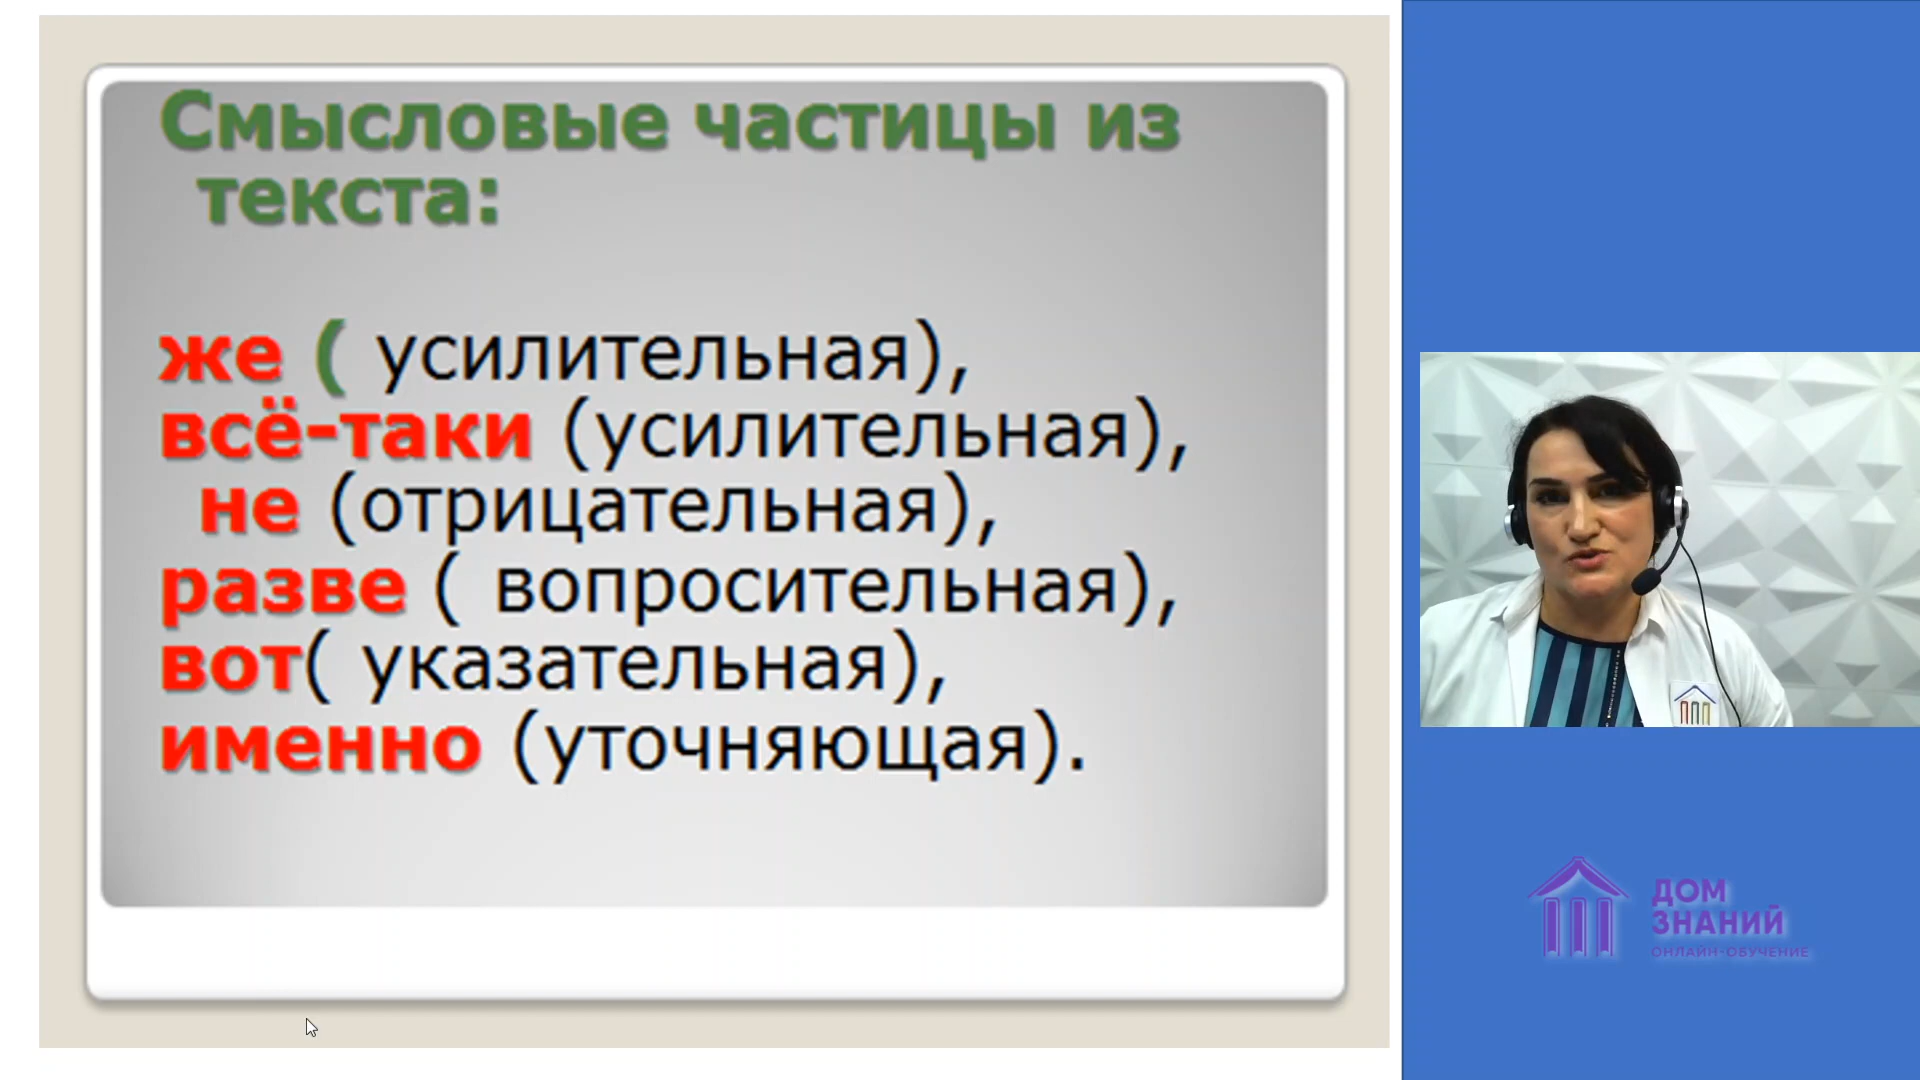 Смысловые частицы из
текста:
же ( усилительная),
всё-таки (усилительная),
не (отрицательная),
разве ( вопросительная),
вот( указательная),
именно (уточняющая).
ДОМ
ЗНАНИЙ
ОНЛАЙН-ОБУЧЕНИЕ